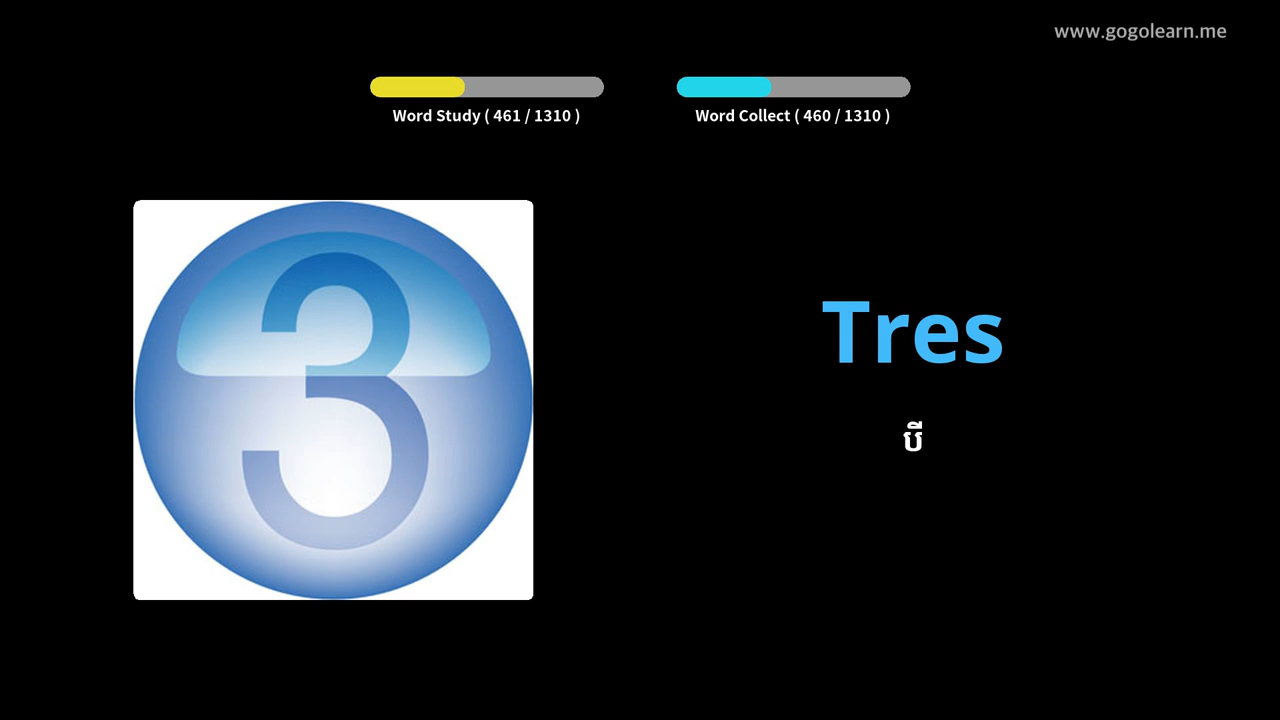 www.gogolearn.me
Word Study ( 461 / 1310 )
Word Collect ( 460 / 1310 )
3
Tres
បី